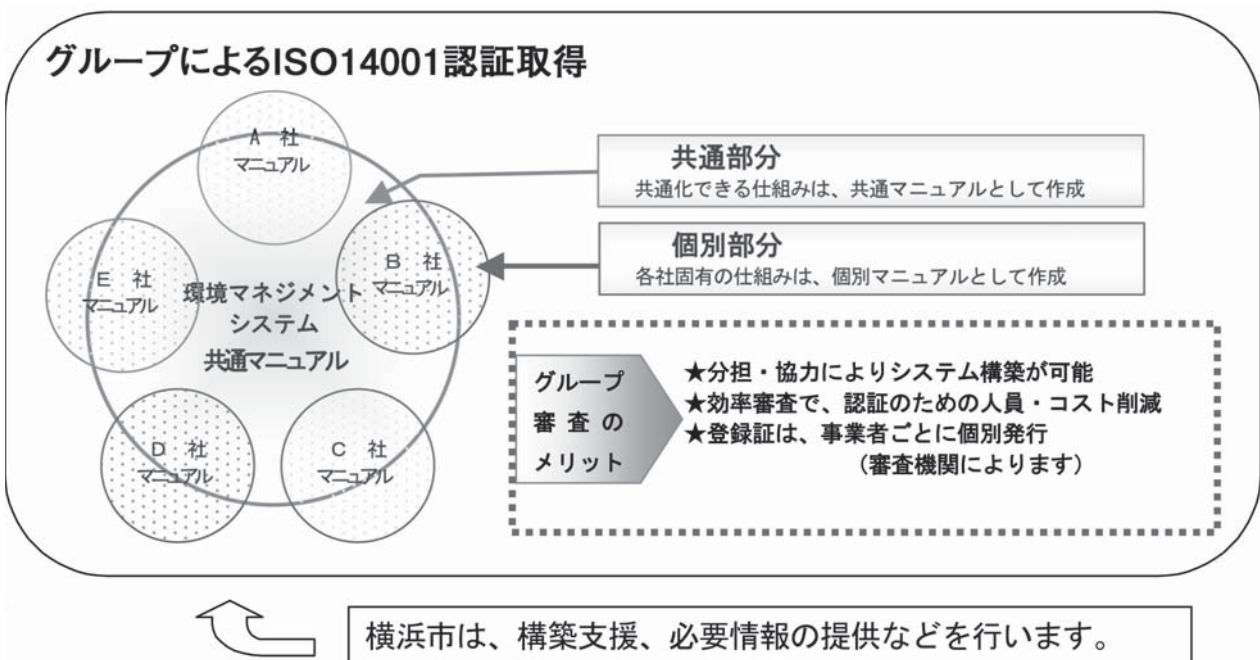 グループによるISO14001認証取得
A 社
マニュアル
B 社
マニュアル
C 社
マニュアル
D 社
マニュアル
E 社
マニュアル
環境マネジメント
システム
共通マニュアル
共通部分
共通化できる仕組みは、共通マニュアルとして作成
個別部分
各社固有の仕組みは、個別マニュアルとして作成
グループ
審査の
メリット
★分担・協力によりシステム構築が可能
★効率審査で、認証のための人員・コスト削減
★登録証は、事業者ごとに個別発行
(審査機関によります)
横浜市は、構築支援、必要情報の提供などを行います。